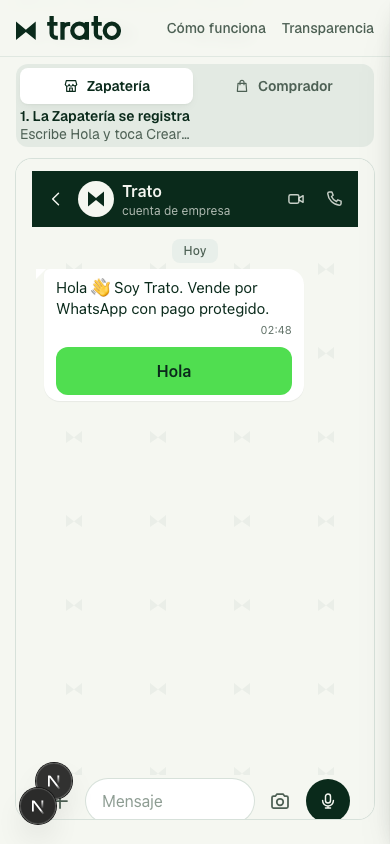 trato
Cómo funciona Transparencia
Zapatería Comprador
1. La Zapatería se registra
Escribe Hola y toca Crear…
Trato
cuenta de empresa
Hoy
Hola 👋 Soy Trato. Vende por
WhatsApp con pago protegido.
02:48
Hola
N
N
Mensaje